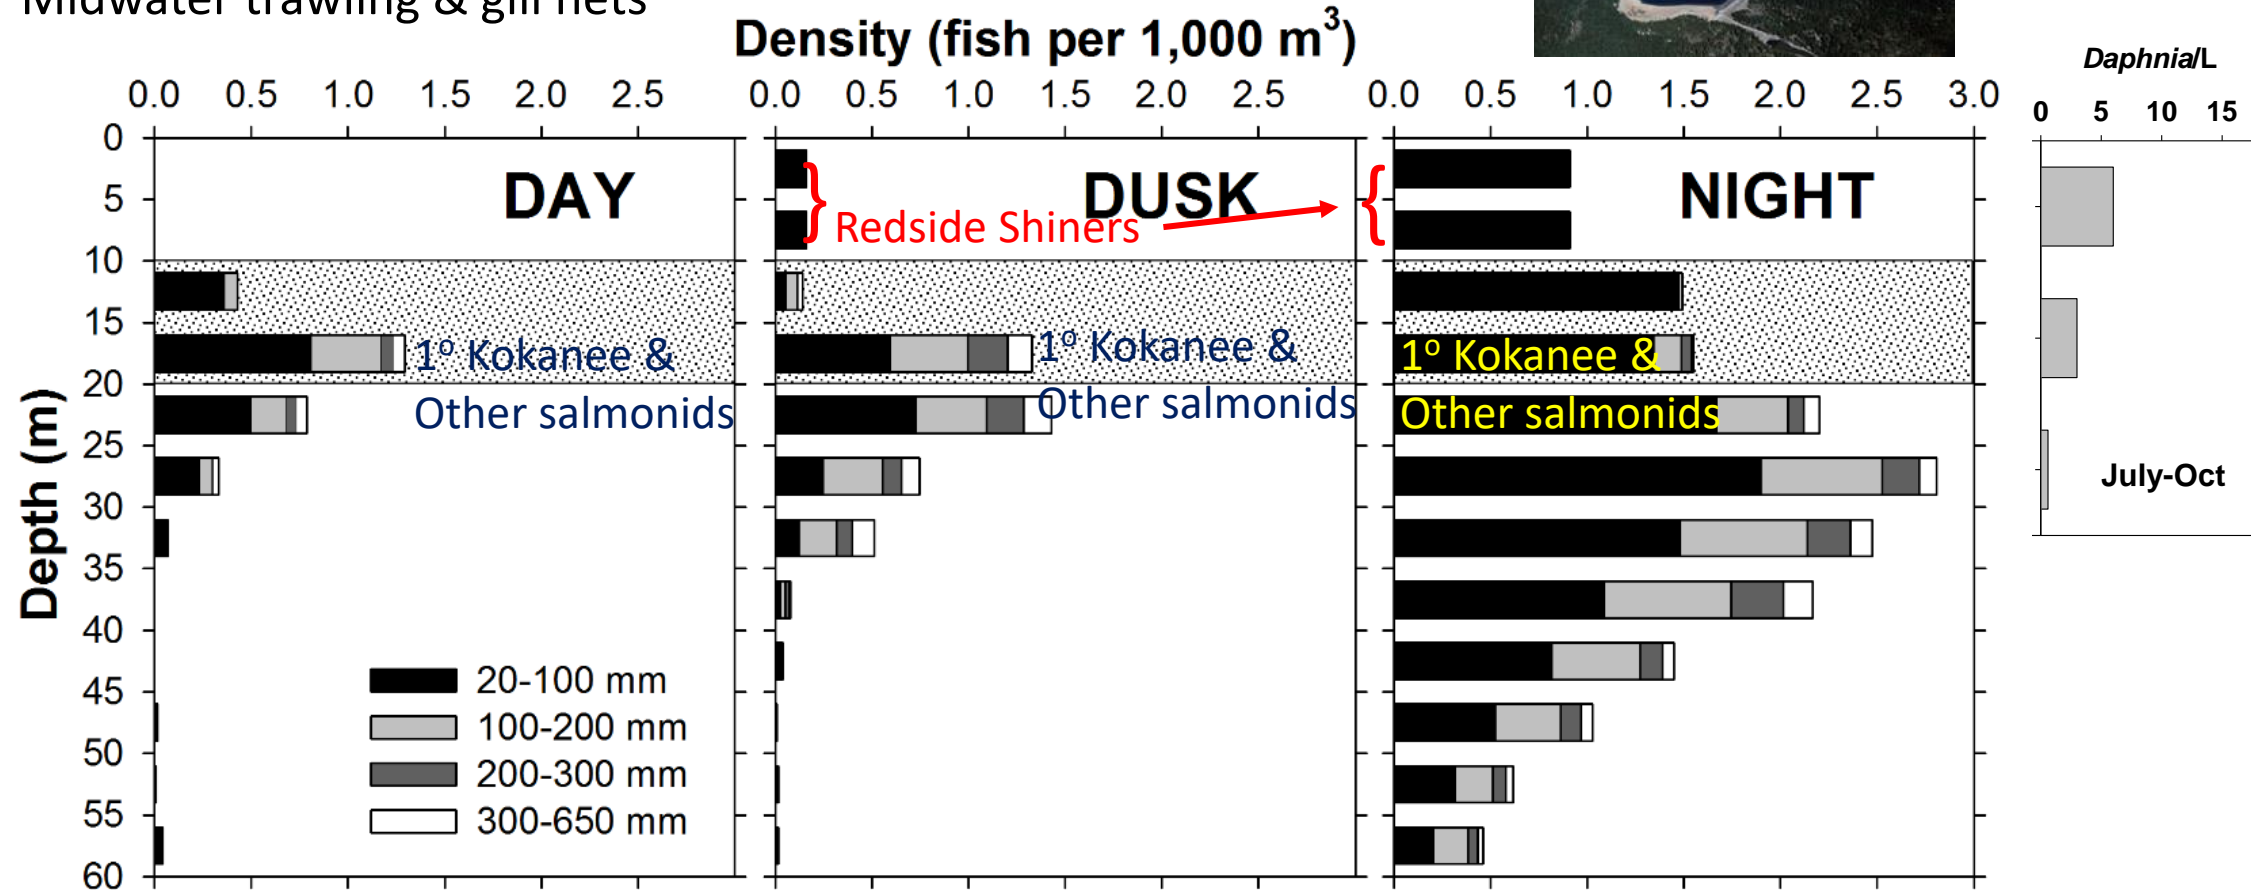 Midwater trawling & gill nets
Density (fish per 1,000 m³)
0.0 0.5 1.0 1.5 2.0 2.5
0.0 0.5 1.0 1.5 2.0 2.5
0.0 0.5 1.0 1.5 2.0 2.5 3.0
Daphnia/L
0 5 10 15
Depth (m)
0
5
10
15
20
25
30
35
40
45
50
55
60
DAY
DUSK
NIGHT
Redside Shiners
1º Kokanee &
Other salmonids
1º Kokanee &
Other salmonids
1º Kokanee &
Other salmonids
July-Oct
20-100 mm
100-200 mm
200-300 mm
300-650 mm